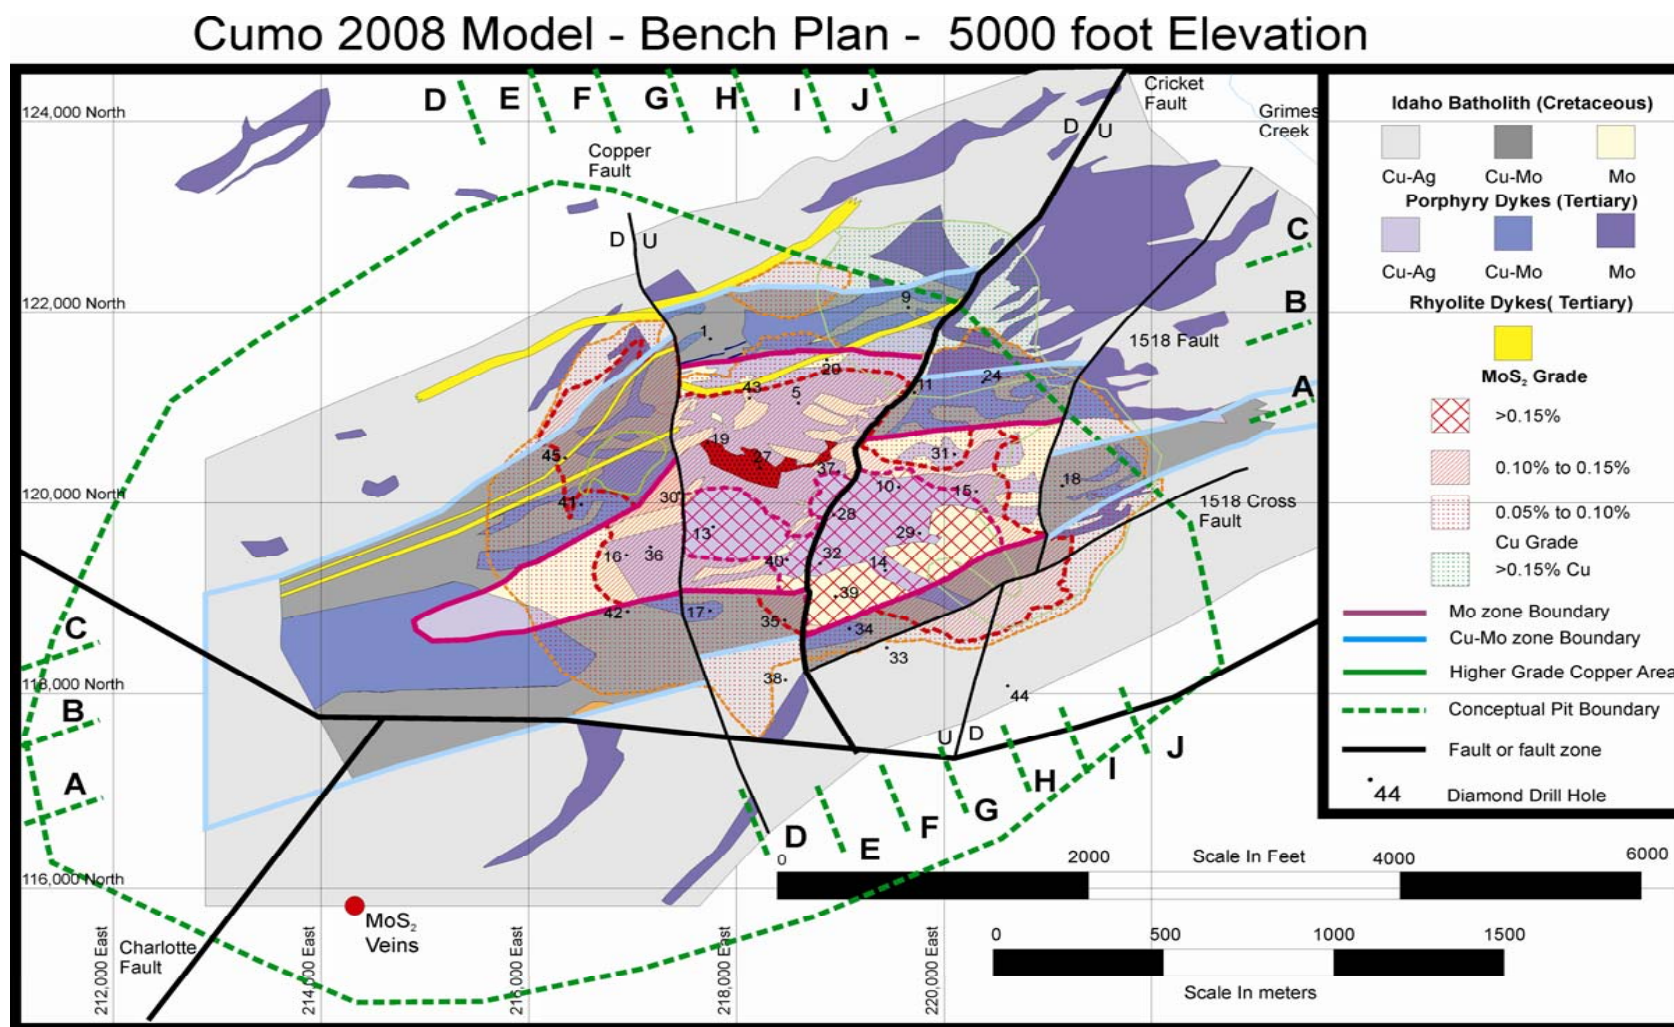 Cumo 2008 Model - Bench Plan - 5000 foot Elevation
D E F G H I J
Cricket
Fault
Grimes
Creek
124,000 North
Copper
Fault
D U
D U
C
122,000 North
9
1
B
1518 Fault
20
43
5
11
24
A
19
27
37
31
45
10
15
18
120,000 North
41
30
28
1518 Cross
Fault
13
29
16
36
40
32
14
39
42
17
35
34
C
33
118,000 North
38
44
B
U D
J
I
H
A
G
F
D
E
116,000 North
MoS2
Veins
Charlotte
Fault
212,000 East
214,000 East
216,000 East
218,000 East
220,000 East
0 2000 Scale In Feet 4000 6000
0 500 1000 1500
Scale In meters
Idaho Batholith (Cretaceous)
Cu-Ag Cu-Mo Mo
Porphyry Dykes (Tertiary)
Cu-Ag Cu-Mo Mo
Rhyolite Dykes( Tertiary)
MoS2 Grade
>0.15%
0.10% to 0.15%
0.05% to 0.10%
Cu Grade
>0.15% Cu
Mo zone Boundary
Cu-Mo zone Boundary
Higher Grade Copper Area
Conceptual Pit Boundary
Fault or fault zone
44 Diamond Drill Hole